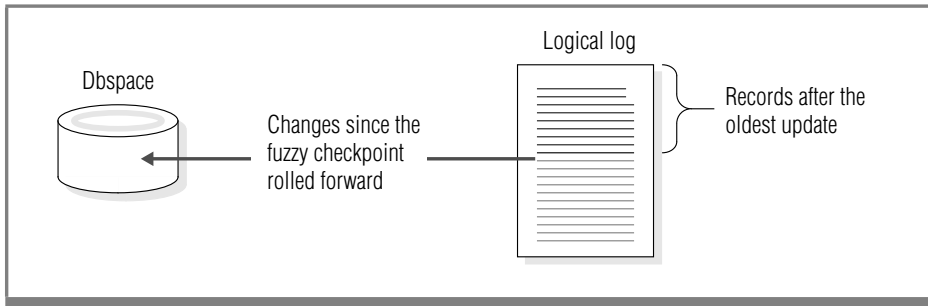 Logical log
Dbspace
Records after the
oldest update
Changes since the
fuzzy checkpoint
rolled forward